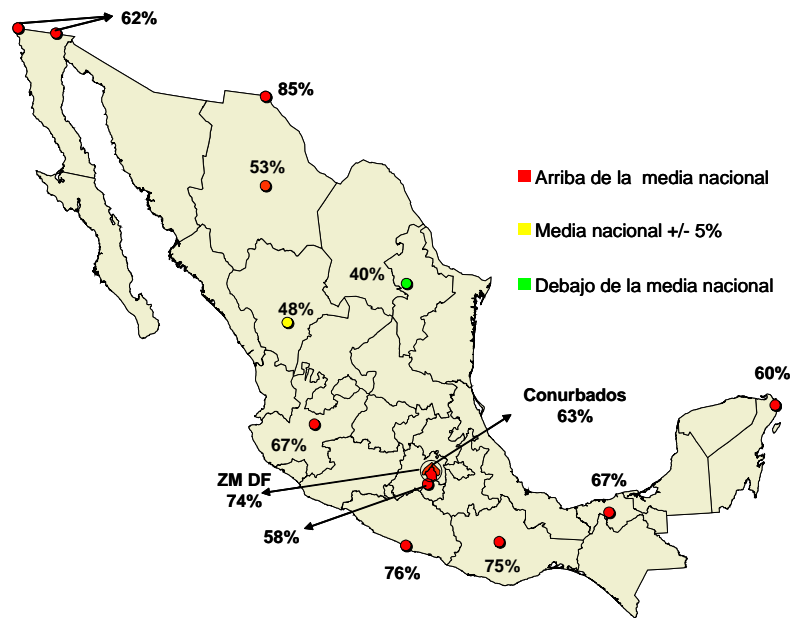 62%
85%
53%
Arriba de la media nacional
Media nacional +/- 5%
40%
Debajo de la media nacional
48%
60%
Conurbados
63%
67%
ZM DF
74%
67%
58%
76%
75%